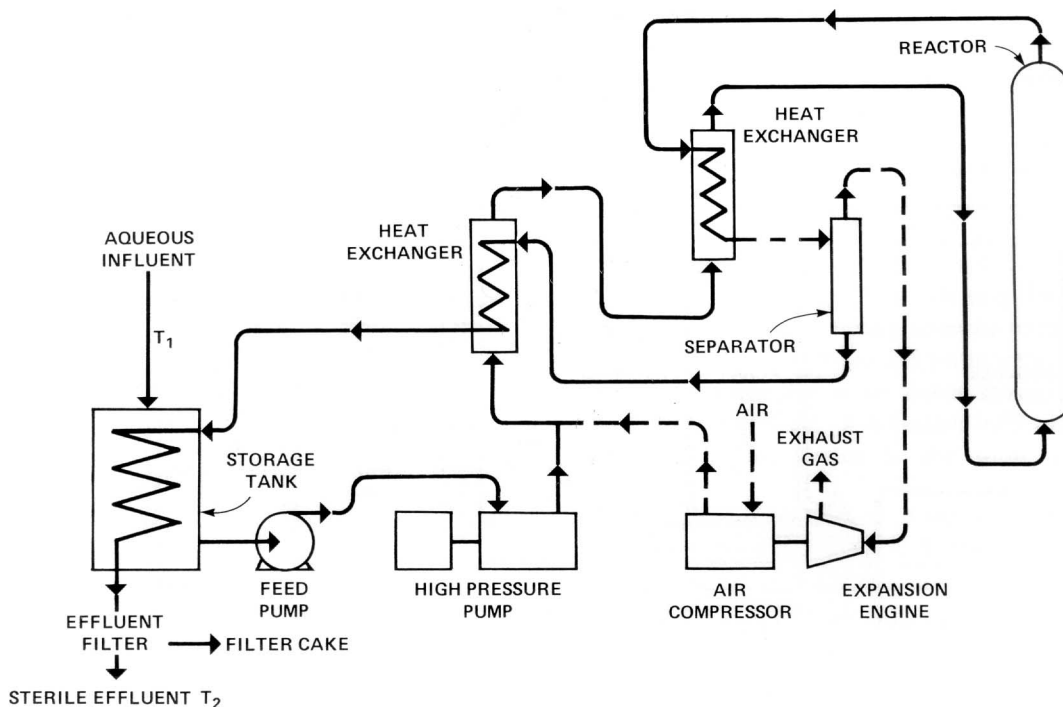 REACTOR
HEAT
EXCHANGER
AQUEOUS
INFLUENT
HEAT
EXCHANGER
T₁
SEPARATOR
AIR
EXHAUST
GAS
STORAGE
TANK
FEED
PUMP
HIGH PRESSURE
PUMP
AIR
COMPRESSOR
EXPANSION
ENGINE
EFFLUENT
FILTER
FILTER CAKE
STERILE EFFLUENT T₂